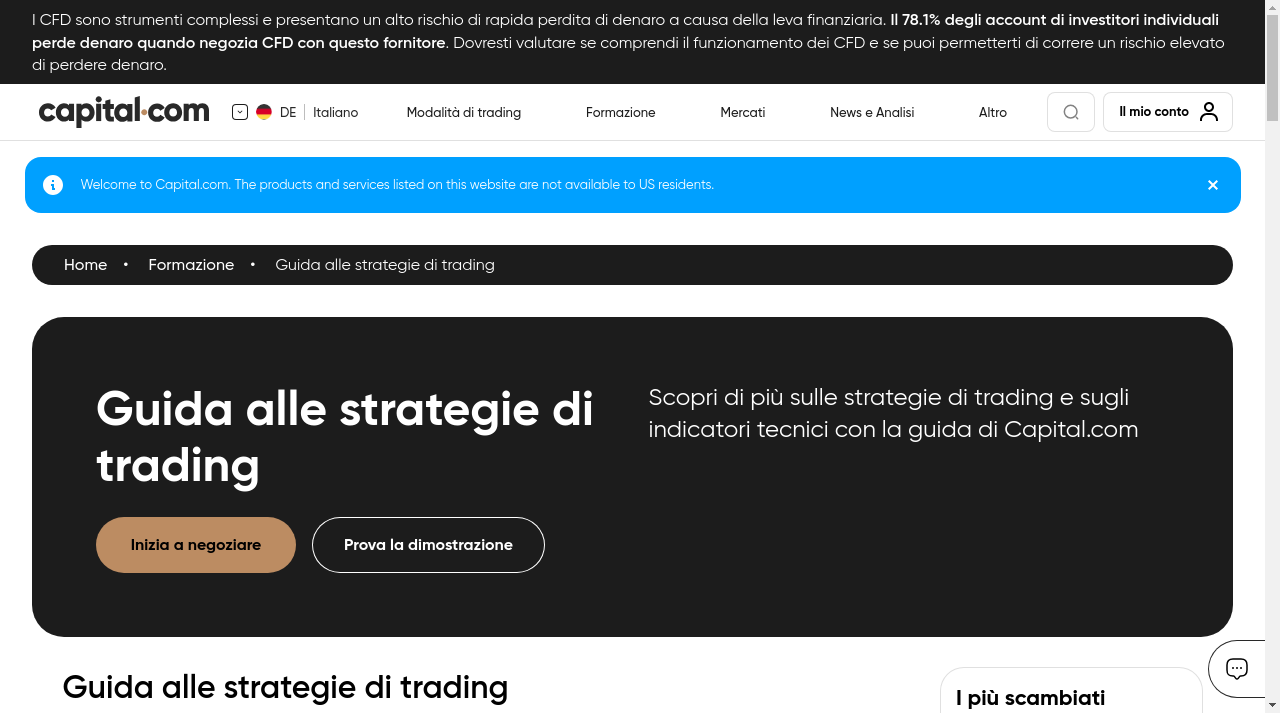 I CFD sono strumenti complessi e presentano un alto rischio di rapida perdita di denaro a causa della leva finanziaria. Il 78.1% degli account di investitori individuali
perde denaro quando negozia CFD con questo fornitore. Dovresti valutare se comprendi il funzionamento dei CFD e se puoi permetterti di correre un rischio elevato
di perdere denaro.
capital.com DE Italiano Modalità di trading Formazione Mercati News e Analisi Altro Il mio conto
Welcome to Capital.com. The products and services listed on this website are not available to US residents.
Home • Formazione • Guida alle strategie di trading
Guida alle strategie di
trading
Scopri di più sulle strategie di trading e sugli
indicatori tecnici con la guida di Capital.com
Inizia a negoziare Prova la dimostrazione
Guida alle strategie di trading
I più scambiati